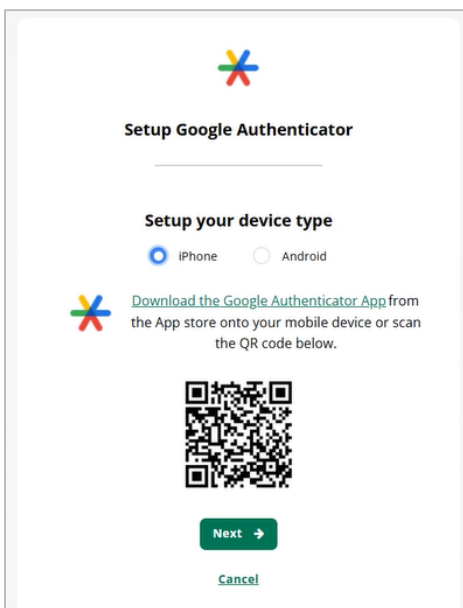 Setup Google Authenticator
Setup your device type
iPhone
Android
Download the Google Authenticator App from
the App store onto your mobile device or scan
the QR code below.
Next
Cancel